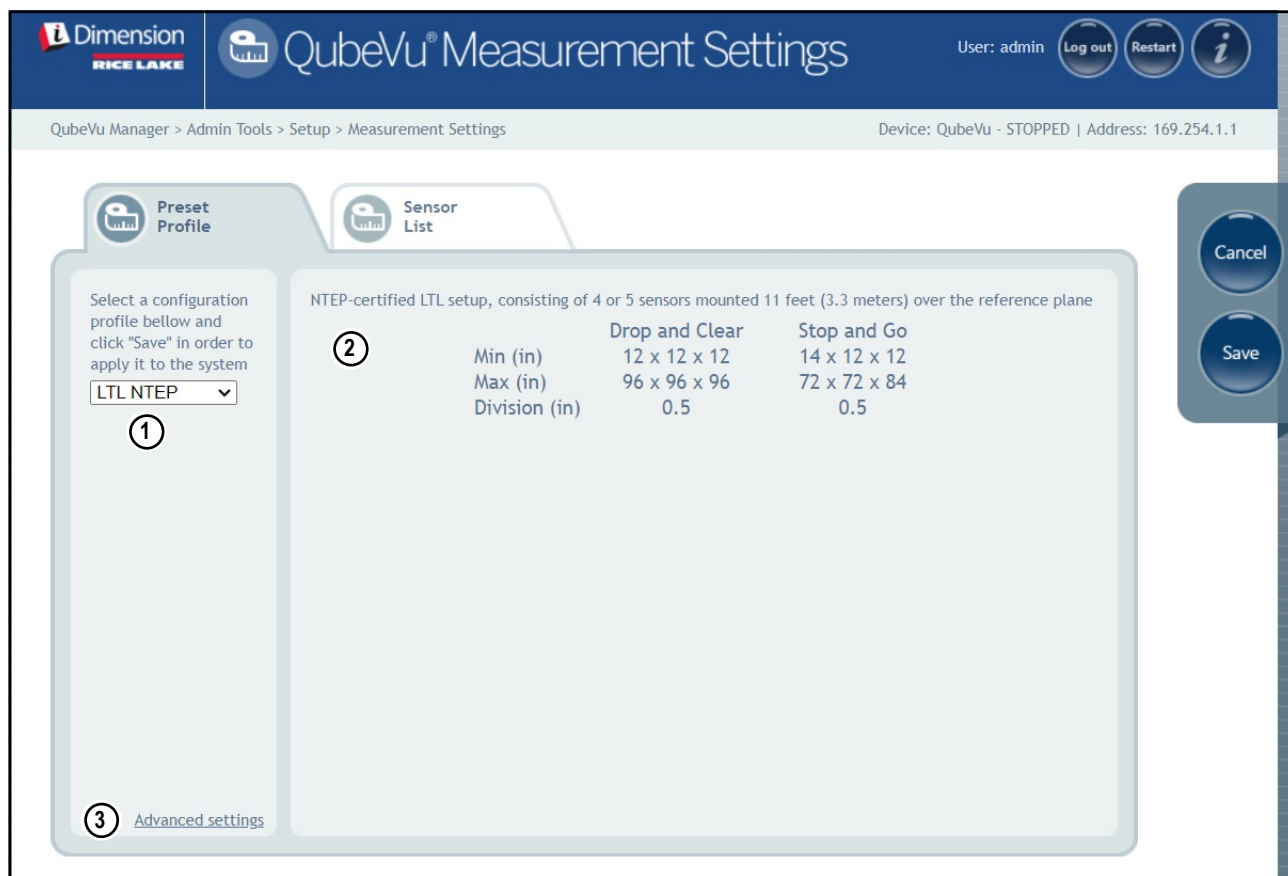 i Dimension
RICE LAKE
QubeVu® Measurement Settings
User: admin
Log out
Restart
i
QubeVu Manager > Admin Tools > Setup > Measurement Settings
Device: QubeVu - STOPPED | Address: 169.254.1.1
Preset
Profile
Sensor
List
Cancel
Save
Select a configuration
profile bellow and
click "Save" in order to
apply it to the system
LTL NTEP
1
NTEP-certified LTL setup, consisting of 4 or 5 sensors mounted 11 feet (3.3 meters) over the reference plane
2
Drop and Clear Stop and Go
Min (in) 12 x 12 x 12 14 x 12 x 12
Max (in) 96 x 96 x 96 72 x 72 x 84
Division (in) 0.5 0.5
3 Advanced settings